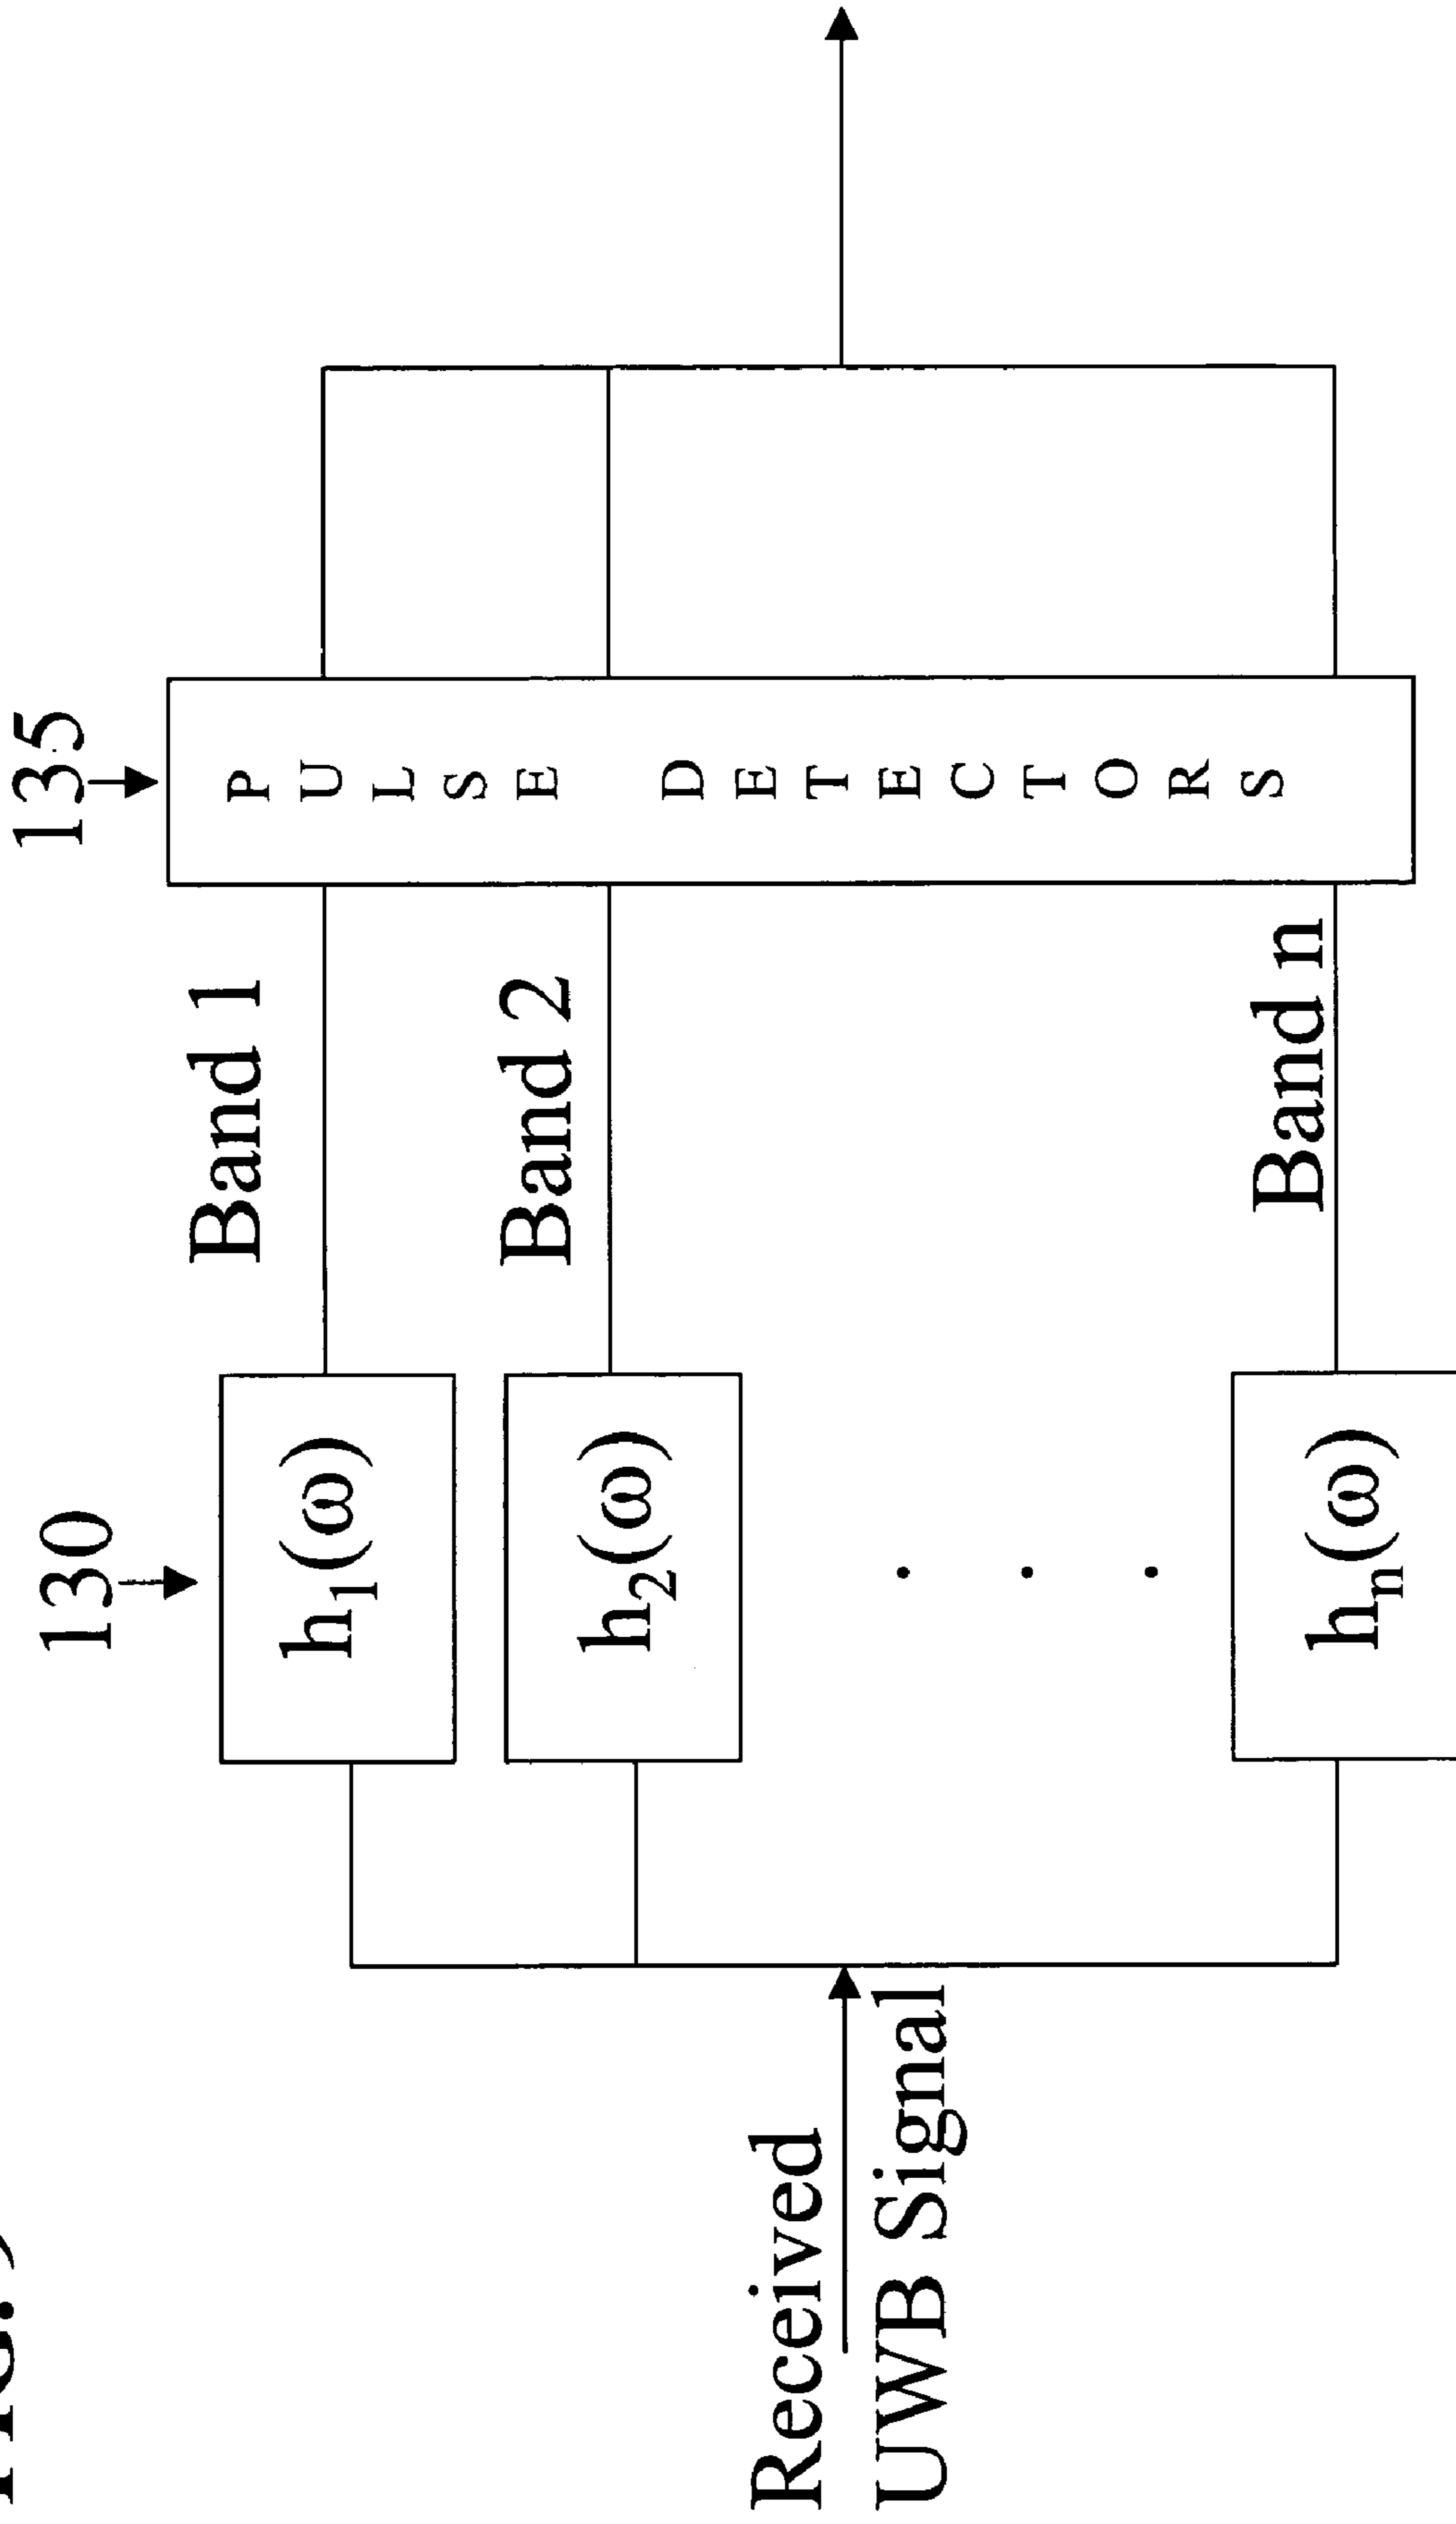 130
135
h₁(ω)
Band 1
h₂(ω)
Band 2
Received
UWB Signal
hₙ(ω)
Band n
PULSE DETECTORS